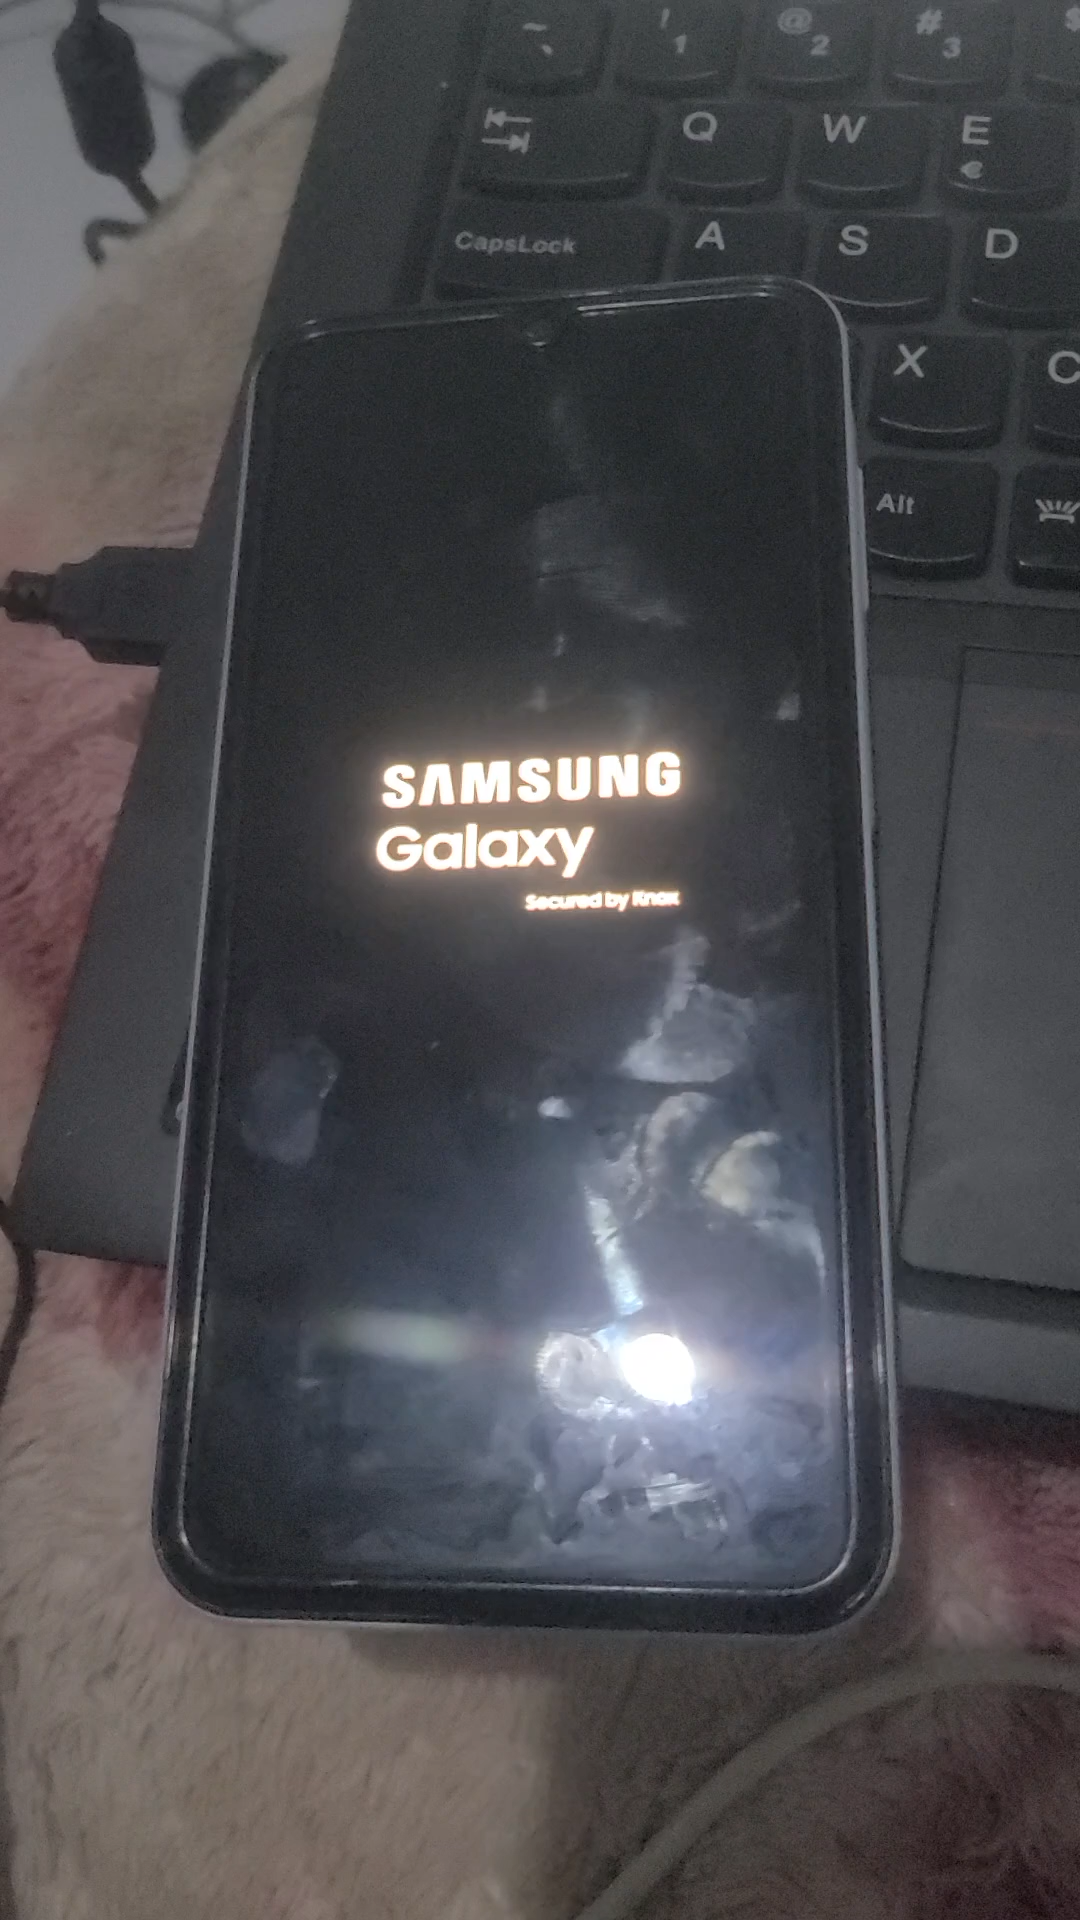 ~ ! @ #
` 1 2 3
Q W E
€
CapsLock A S D
X C
Alt
SAMSUNG
Galaxy
Secured by Knox